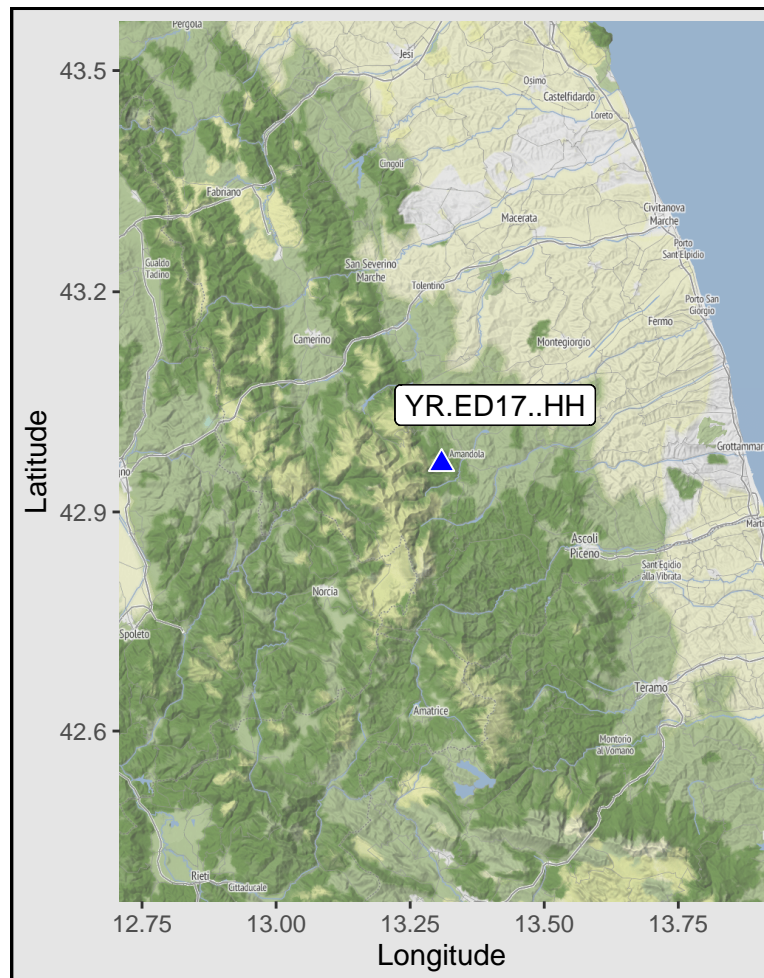 Pergola
43.5
Jesi
Osimo
Castelfidardo
Loreto
Cingoli
Fabriano
Macerata
Civitanova
Marche
Porto
Sant'Elpidio
Gualdo
Tadino
43.2
San Severino
Marche
Tolentino
Porto San
Giorgio
Fermo
Camerino
Montegiorgio
YR.ED17..HH
Amandola
Grottammar
Latitude
gno
42.9
Marti
Ascoli
Piceno
Sant'Egidio
alla Vibrata
Norcia
Spoleto
Teramo
Amatrice
42.6
Montorio
al Vomano
Rieti
Cittaducale
12.75
13.00
13.25
13.50
13.75
Longitude